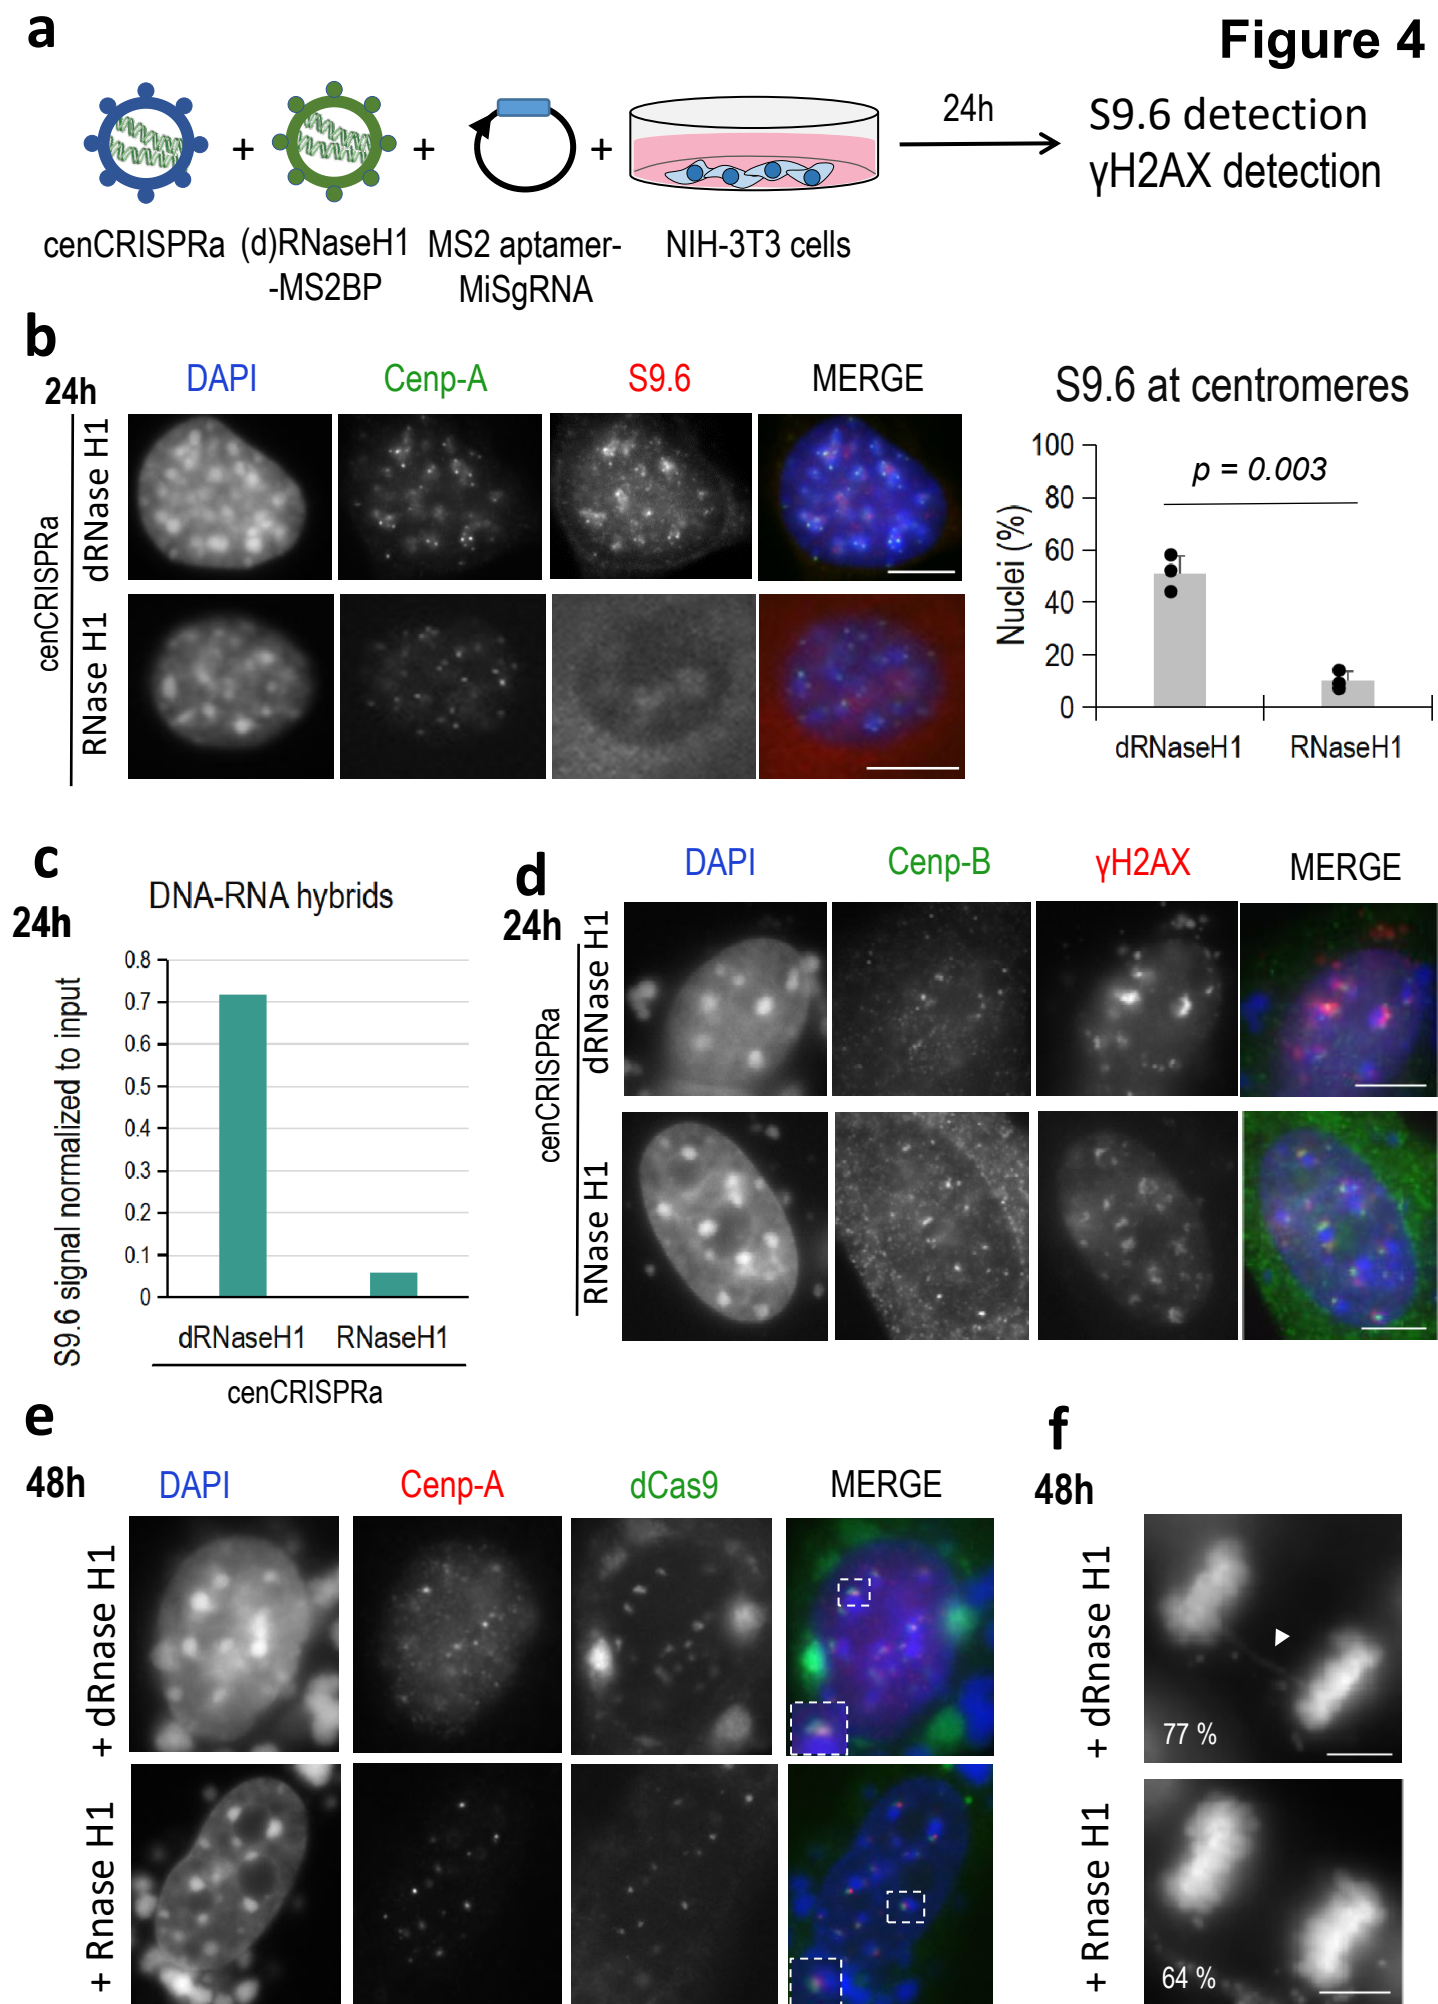 a
Figure 4
+
+
+
24h
S9.6 detection
γH2AX detection
cenCRISPRa
(d)RNaseH1
-MS2BP
MS2 aptamer-
MiSgRNA
NIH-3T3 cells
b
24h
DAPI
Cenp-A
S9.6
MERGE
cenCRISPRa
dRNase H1
RNase H1
S9.6 at centromeres
Nuclei (%)
100
80
60
40
20
0
p = 0.003
dRNaseH1
RNaseH1
c
24h
DNA-RNA hybrids
S9.6 signal normalized to input
0.8
0.7
0.6
0.5
0.4
0.3
0.2
0.1
0
dRNaseH1
RNaseH1
cenCRISPRa
d
24h
DAPI
Cenp-B
γH2AX
MERGE
cenCRISPRa
dRNase H1
RNase H1
e
48h
DAPI
Cenp-A
dCas9
MERGE
+ dRnase H1
+ Rnase H1
f
48h
+ dRnase H1
77 %
+ Rnase H1
64 %